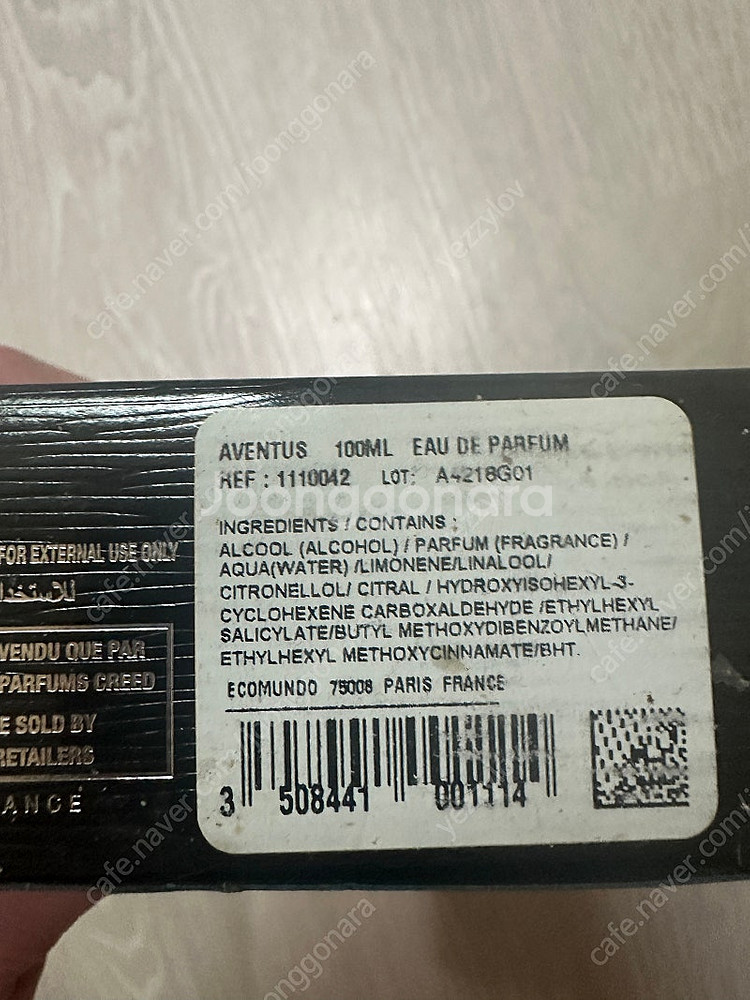 AVENTUS 100ML EAU DE PARFUM
REF : 1110042 LOT: A4218G01
INGREDIENTS / CONTAINS :
ALCOOL (ALCOHOL) / PARFUM (FRAGRANCE) /
AQUA(WATER) /LIMONENE/LINALOOL/
CITRONELLOL/ CITRAL / HYDROXYISOHEXYL-3-
CYCLOHEXENE CARBOXALDEHYDE /ETHYLHEXYL
SALICYLATE/BUTYL METHOXYDIBENZOYLMETHANE/
ETHYLHEXYL METHOXYCINNAMATE/BHT.
ECOMUNDO 75008 PARIS FRANCE
3 508441 001114
FOR EXTERNAL USE ONLY
VENDU QUE PAR
PARFUMS CREED
E SOLD BY
RETAILERS
ANCE
Joonggonara
cafe.naver.com/joonggonara
yezzylov